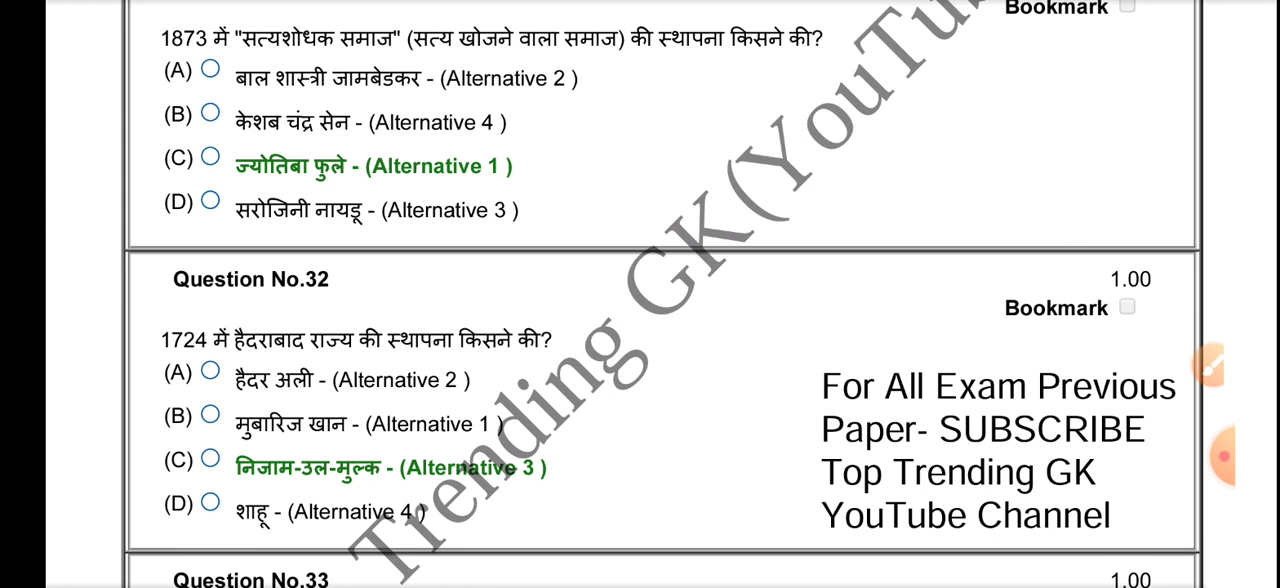 Bookmark
1873 में "सत्यशोधक समाज" (सत्य खोजने वाला समाज) की स्थापना किसने की?
(A) बाल शास्त्री जामबेडकर - (Alternative 2 )
(B) केशब चंद्र सेन - (Alternative 4 )
(C) ज्योतिबा फुले - (Alternative 1 )
(D) सरोजिनी नायडू - (Alternative 3 )
Question No.32 1.00
Bookmark
1724 में हैदराबाद राज्य की स्थापना किसने की?
(A) हैदर अली - (Alternative 2 )
(B) मुबारिज खान - (Alternative 1 )
(C) निजाम-उल-मुल्क - (Alternative 3 )
(D) शाहू - (Alternative 4 )
For All Exam Previous
Paper- SUBSCRIBE
Top Trending GK
YouTube Channel
Question No.33 1.00
Trending GK(YouTu